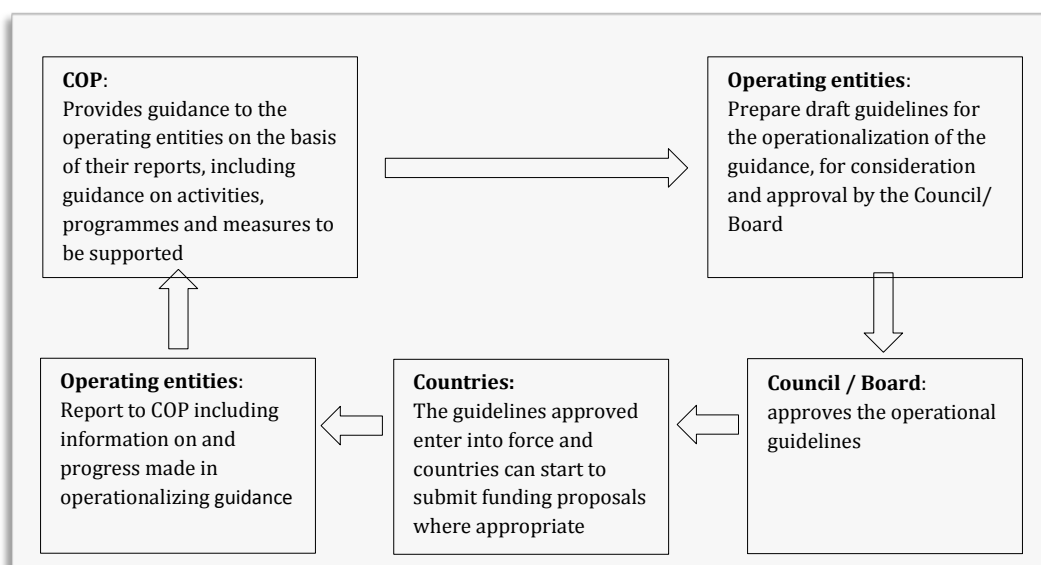 COP:
Provides guidance to the
operating entities on the basis
of their reports, including
guidance on activities,
programmes and measures to
be supported
Operating entities:
Prepare draft guidelines for
the operationalization of the
guidance, for consideration
and approval by the Council/
Board
Operating entities:
Report to COP including
information on and
progress made in
operationalizing guidance
Countries:
The guidelines approved
enter into force and
countries can start to
submit funding proposals
where appropriate
Council / Board:
approves the operational
guidelines